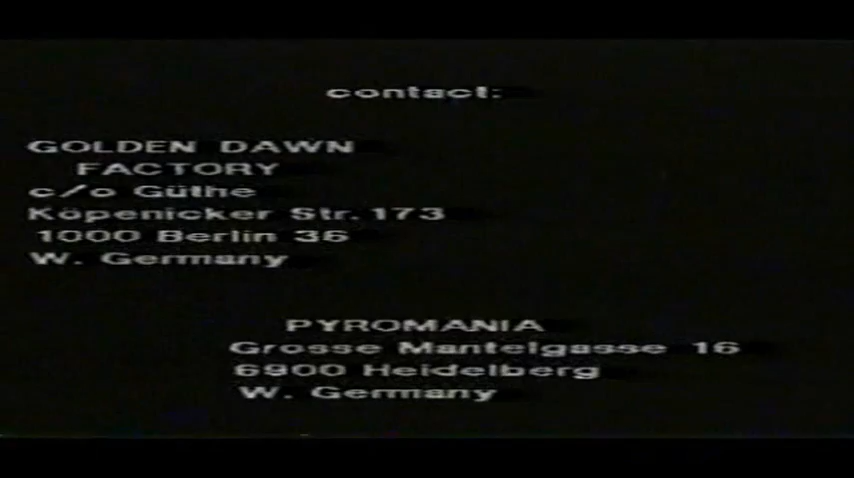 contact:
GOLDEN DAWN
FACTORY
c/o Güthe
Köpenicker Str. 173
1000 Berlin 36
W. Germany
PYROMANIA
Grosse Mantelgasse 16
6900 Heidelberg
W. Germany